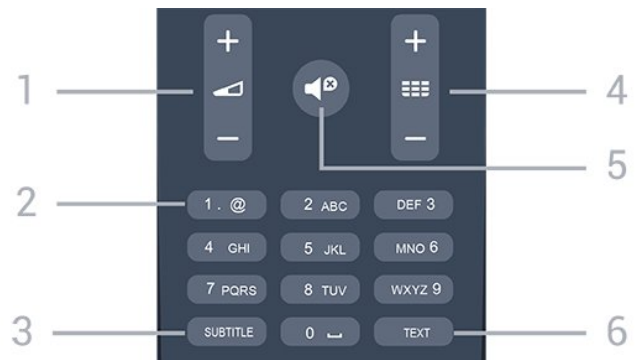 + +
1 4
− − 5
2 1 . @ 2 ABC DEF 3
4 GHI 5 JKL MNO 6
7 PQRS 8 TUV WXYZ 9
3 SUBTITLE 0 ⎵ TEXT 6